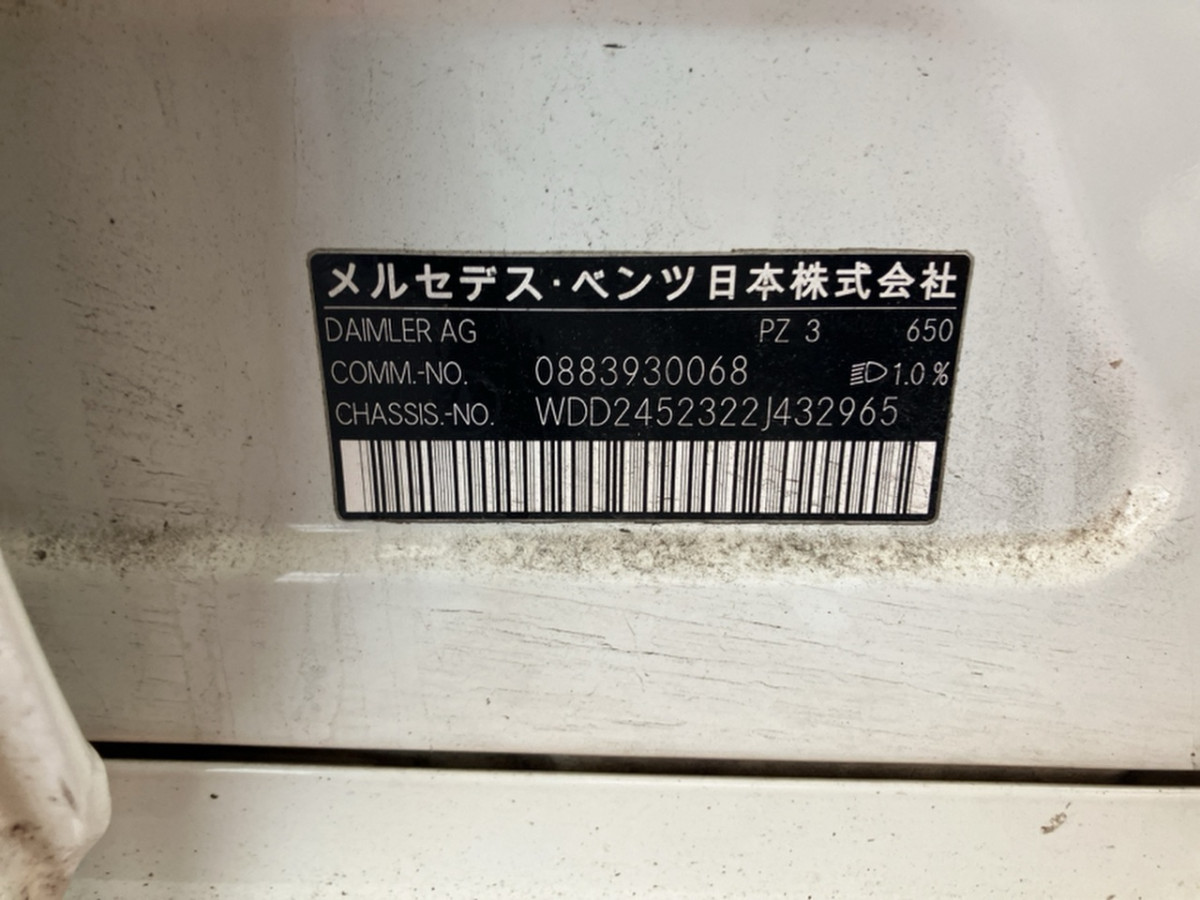 メルセデス・ベンツ日本株式会社
DAIMLER AG PZ 3 650
COMM.-NO. 0883930068 1.0%
CHASSIS.-NO. WDD2452322J432965